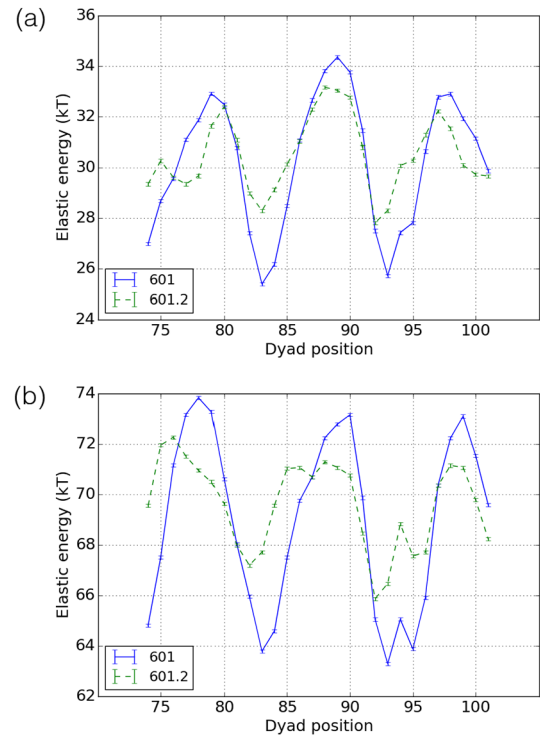 (a)
Elastic energy (kT)
36
34
32
30
28
26
24
601
601.2
75 80 85 90 95 100
Dyad position
(b)
Elastic energy (kT)
74
72
70
68
66
64
62
601
601.2
75 80 85 90 95 100
Dyad position